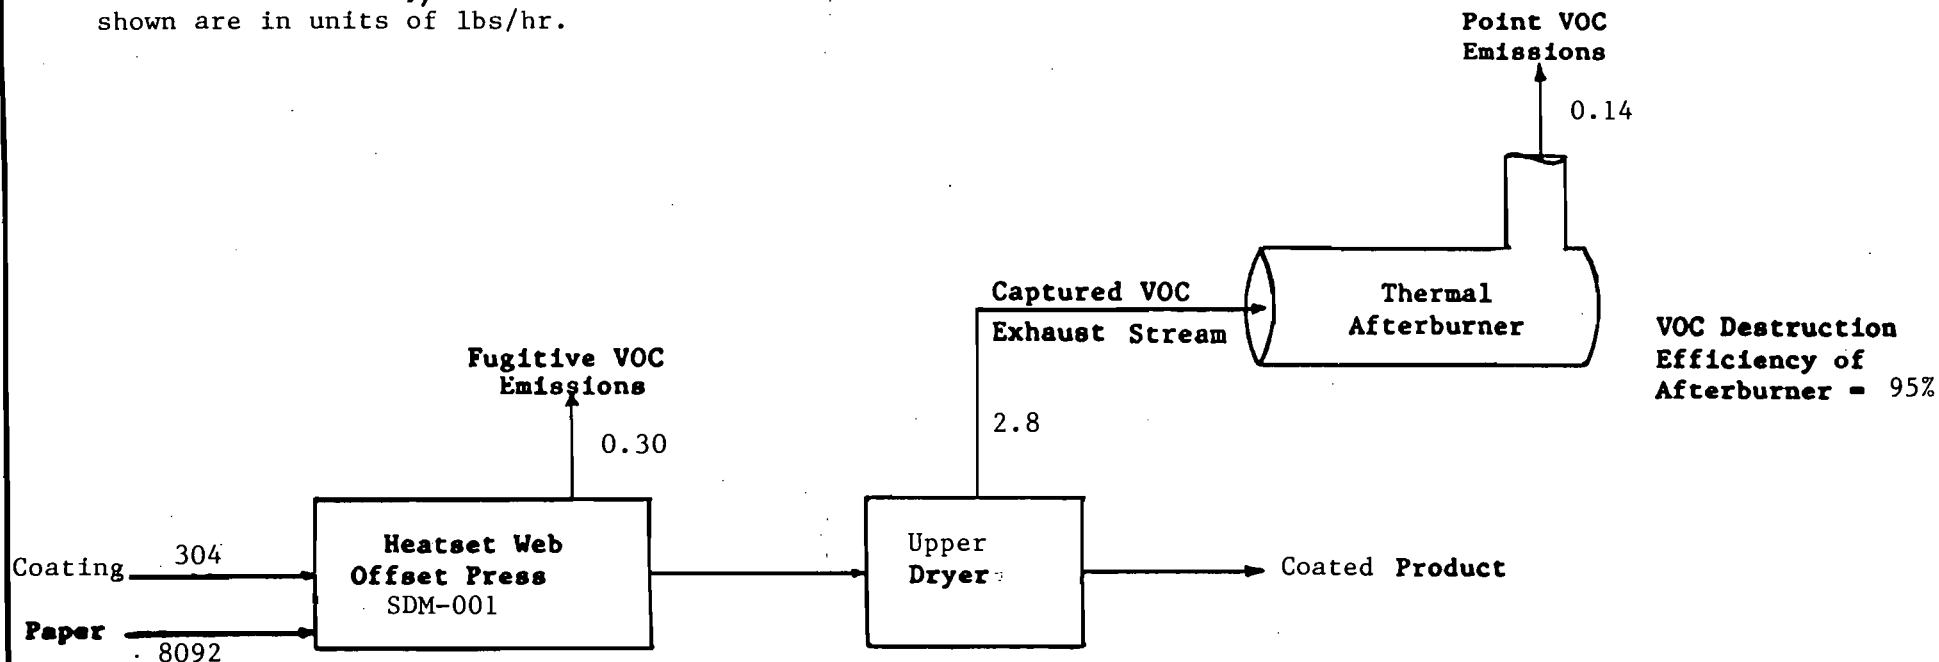 shown are in units of lbs/hr.
Point VOC
Emissions
0.14
Captured VOC
Exhaust Stream
Thermal
Afterburner
VOC Destruction
Efficiency of
Afterburner = 95%
Fugitive VOC
Emissions
0.30
2.8
Coating 304
Heatset Web
Offset Press
SDM-001
Upper
Dryer
Coated Product
Paper
8092